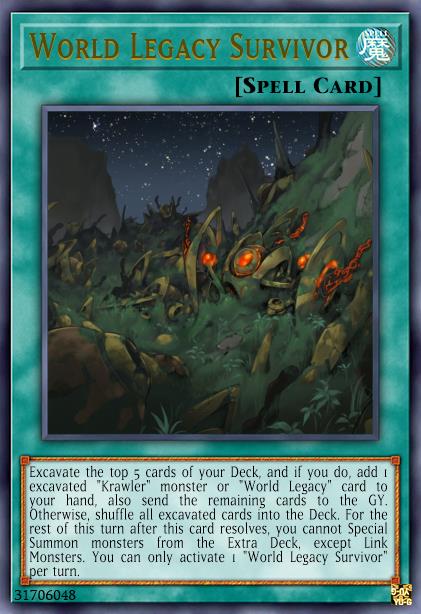 World Legacy Survivor
魔
[Spell Card]
Excavate the top 5 cards of your Deck, and if you do, add 1
excavated "Krawler" monster or "World Legacy" card to
your hand, also send the remaining cards to the GY.
Otherwise, shuffle all excavated cards into the Deck. For the
rest of this turn after this card resolves, you cannot Special
Summon monsters from the Extra Deck, except Link
Monsters. You can only activate 1 "World Legacy Survivor"
per turn.
31706048